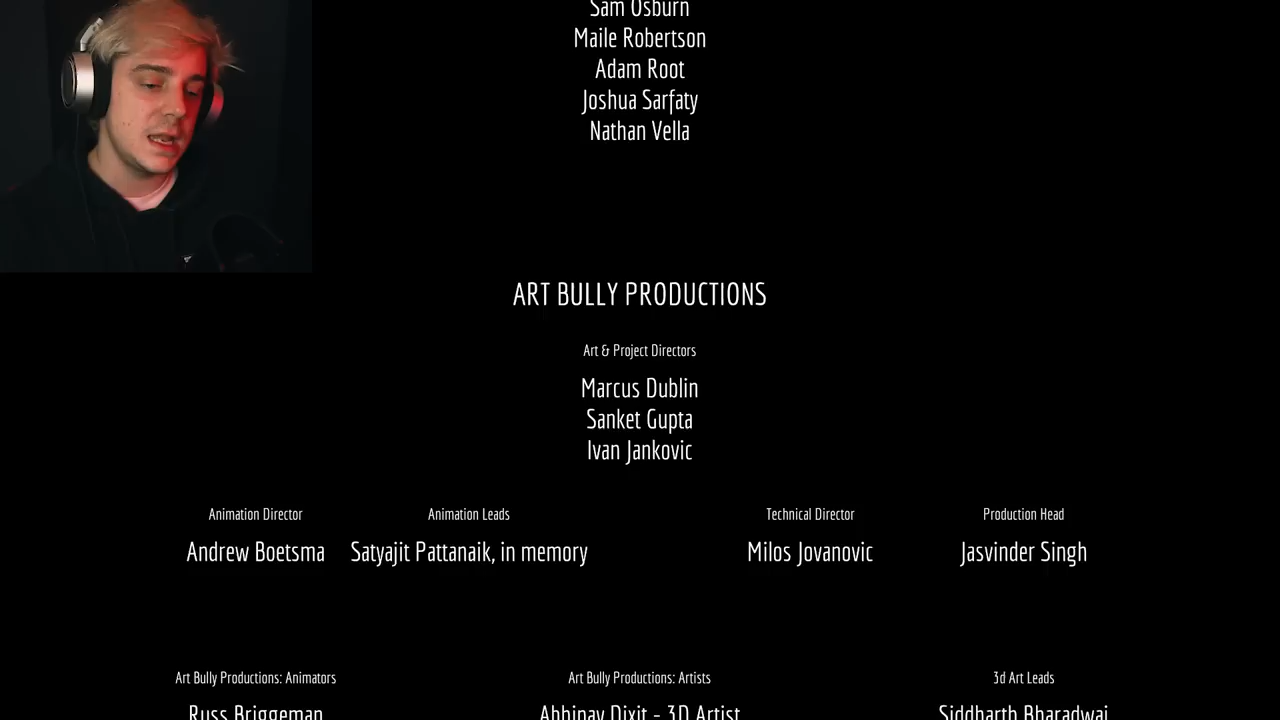 Sam Osburn
Maile Robertson
Adam Root
Joshua Sarfaty
Nathan Vella
ART BULLY PRODUCTIONS
Art & Project Directors
Marcus Dublin
Sanket Gupta
Ivan Jankovic
Animation Director
Andrew Boetsma
Animation Leads
Satyajit Pattanaik, in memory
Technical Director
Milos Jovanovic
Production Head
Jasvinder Singh
Art Bully Productions: Animators
Russ Briggeman
Art Bully Productions: Artists
Abhinav Dixit - 3D Artist
3d Art Leads
Siddharth Bharadwaj